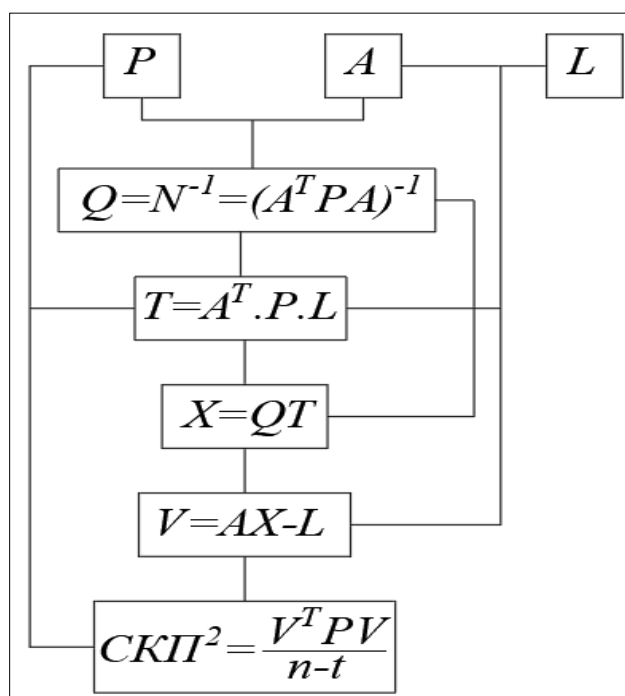 P A L
Q=N⁻¹=(AᵀPA)⁻¹
T=Aᵀ.P.L
X=QT
V=AX-L
СКП²=VᵀPV/n-t